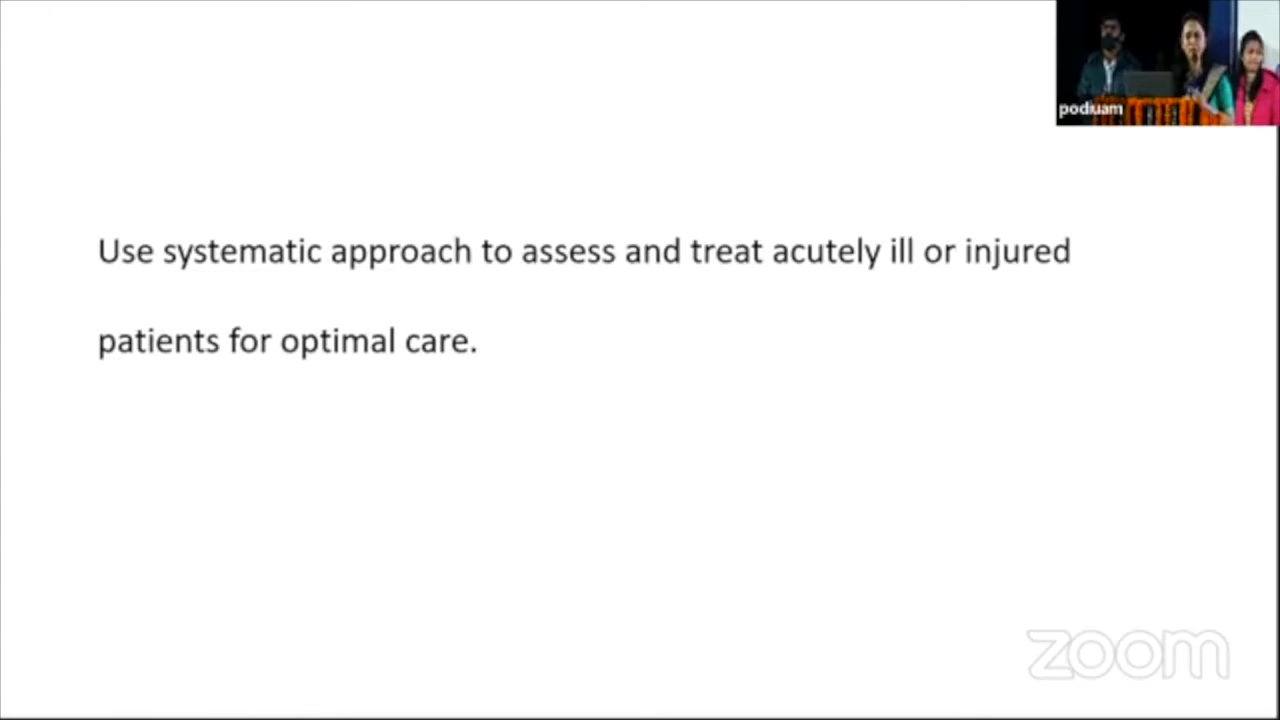 podiuam
Use systematic approach to assess and treat acutely ill or injured
patients for optimal care.
zoom